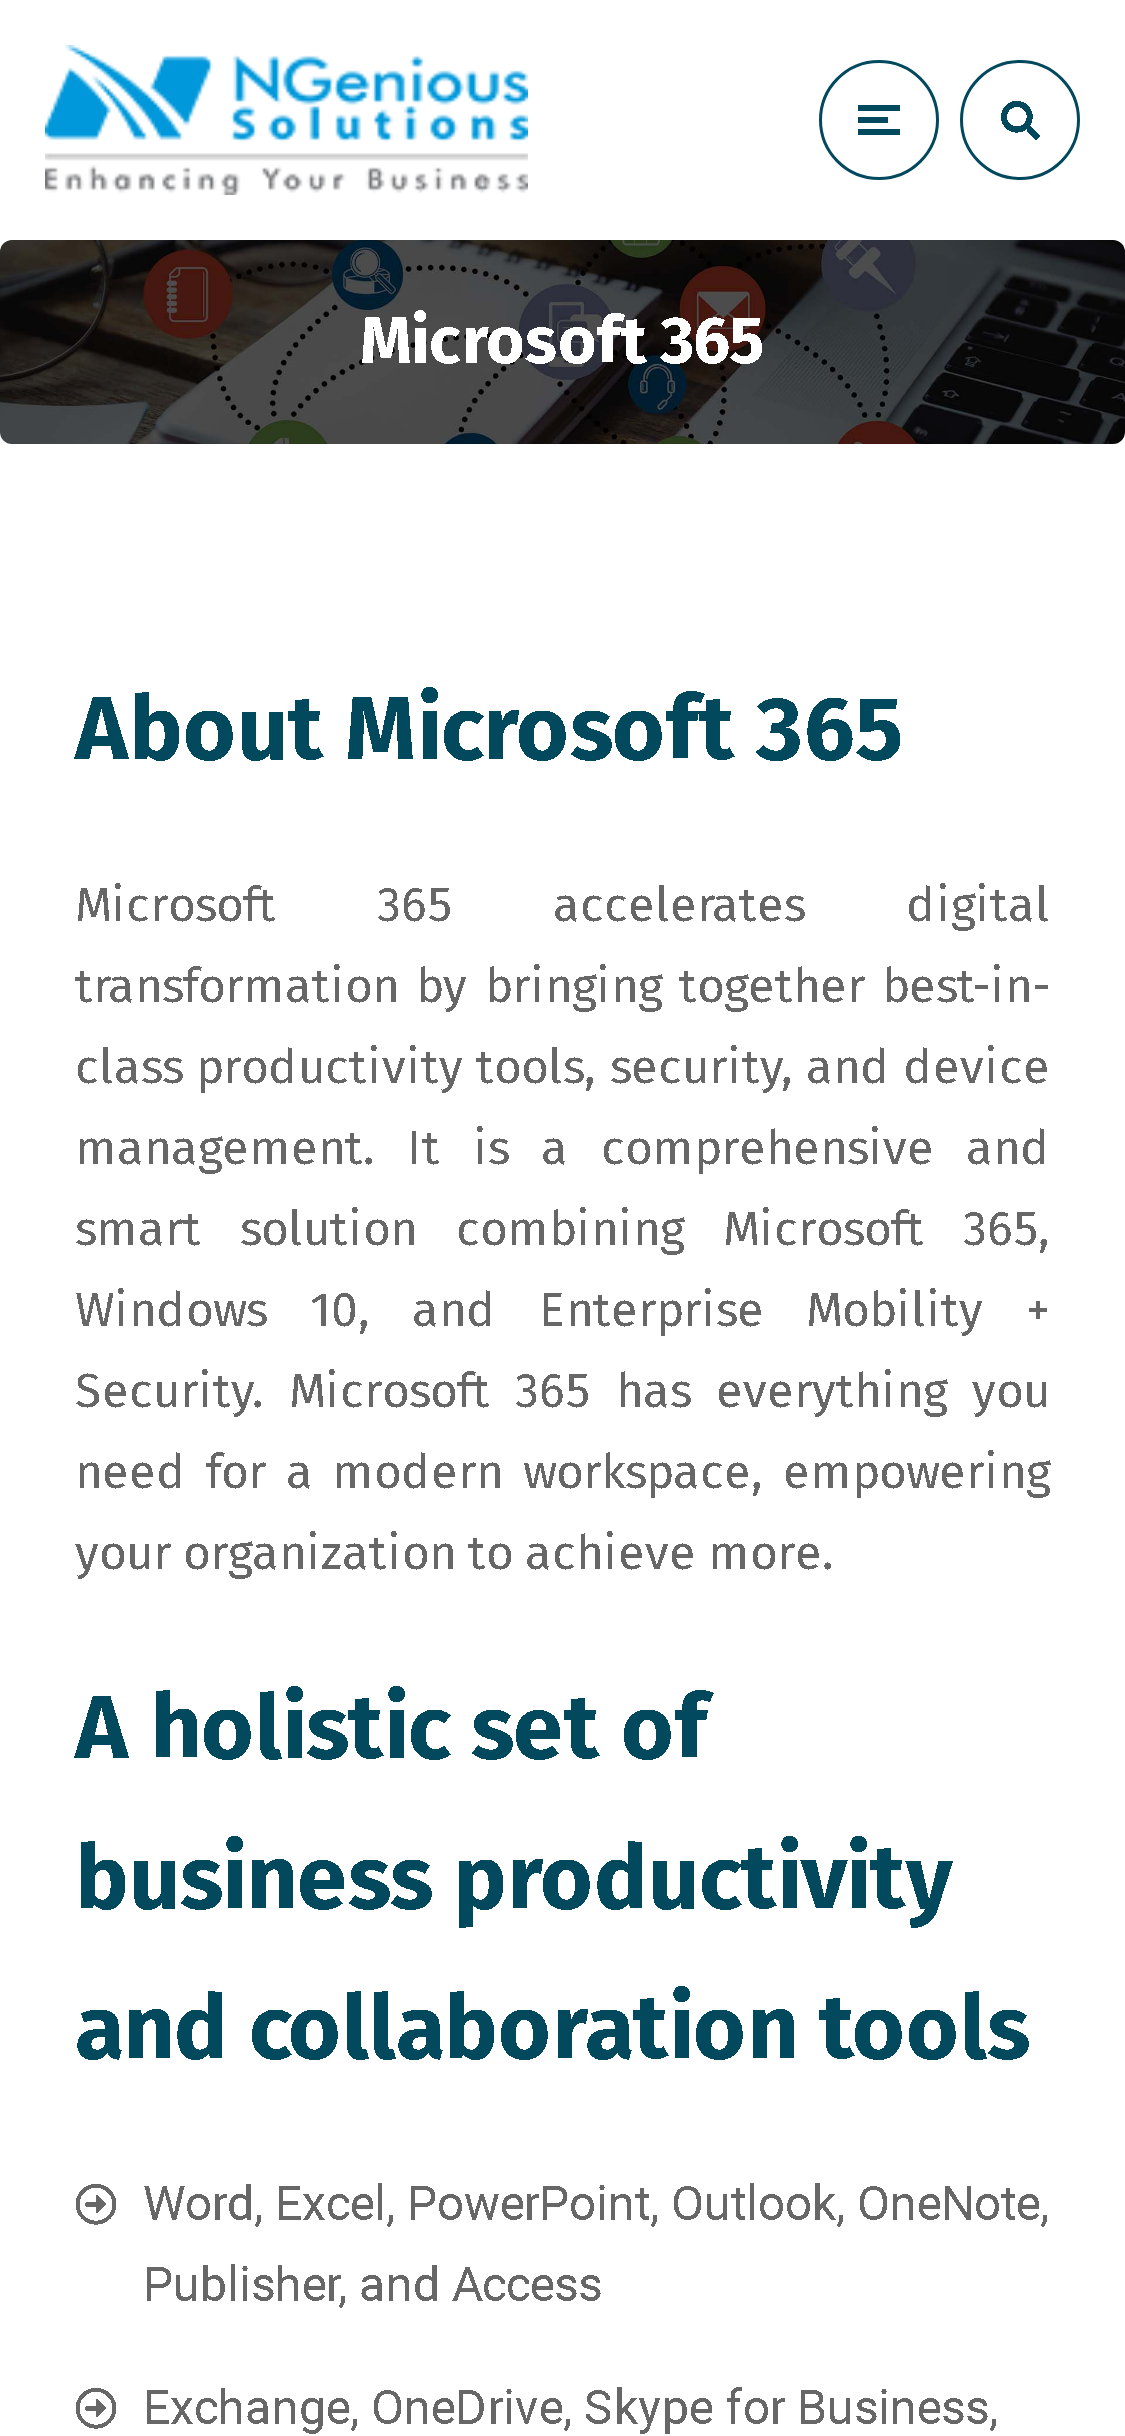 NGenious
Solutions
Enhancing Your Business
Microsoft 365
About Microsoft 365
Microsoft 365 accelerates digital
transformation by bringing together best-in-
class productivity tools, security, and device
management. It is a comprehensive and
smart solution combining Microsoft 365,
Windows 10, and Enterprise Mobility +
Security. Microsoft 365 has everything you
need for a modern workspace, empowering
your organization to achieve more.
A holistic set of
business productivity
and collaboration tools
Word, Excel, PowerPoint, Outlook, OneNote,
Publisher, and Access
Exchange, OneDrive, Skype for Business,